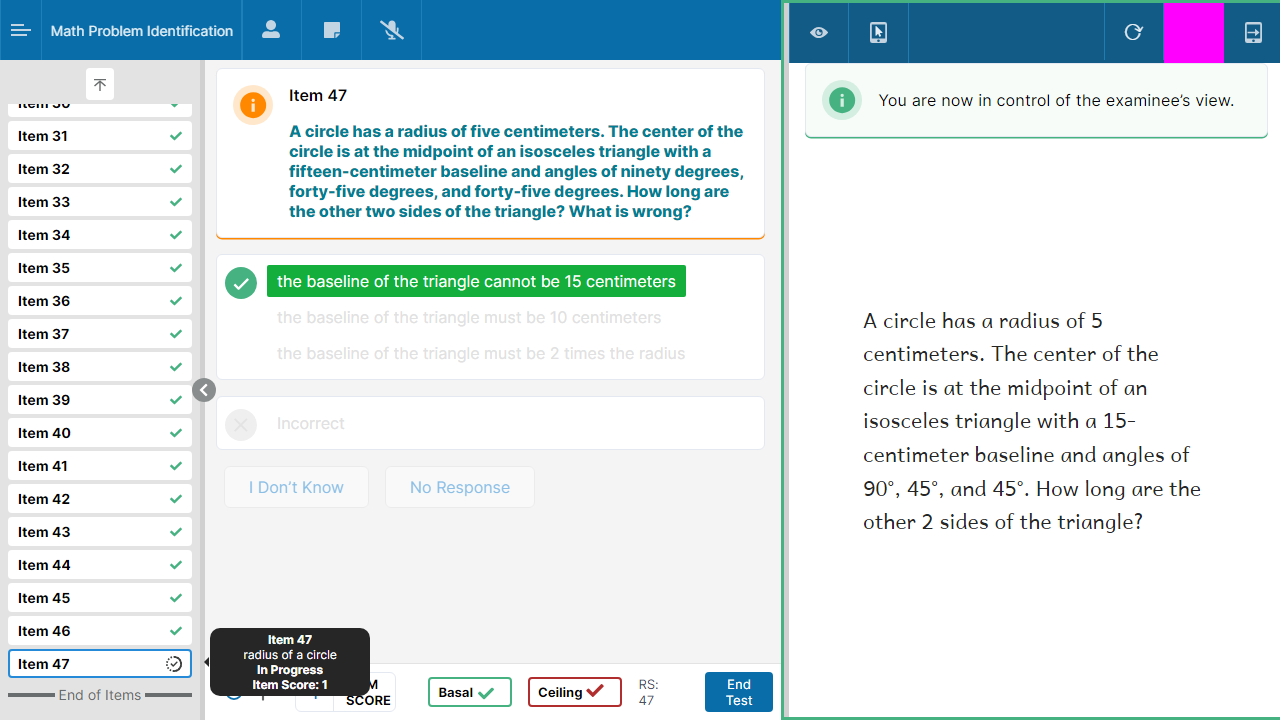 Math Problem Identification
Item 31
Item 32
Item 33
Item 34
Item 35
Item 36
Item 37
Item 38
Item 39
Item 40
Item 41
Item 42
Item 43
Item 44
Item 45
Item 46
Item 47
End of Items
Item 47
A circle has a radius of five centimeters. The center of the
circle is at the midpoint of an isosceles triangle with a
fifteen-centimeter baseline and angles of ninety degrees,
forty-five degrees, and forty-five degrees. How long are
the other two sides of the triangle? What is wrong?
the baseline of the triangle cannot be 15 centimeters
the baseline of the triangle must be 10 centimeters
the baseline of the triangle must be 2 times the radius
Incorrect
I Don't Know
No Response
Item 47
radius of a circle
In Progress
Item Score: 1
SCORE
Basal
Ceiling
RS:
47
End
Test
You are now in control of the examinee's view.
A circle has a radius of 5
centimeters. The center of the
circle is at the midpoint of an
isosceles triangle with a 15-
centimeter baseline and angles of
90°, 45°, and 45°. How long are the
other 2 sides of the triangle?